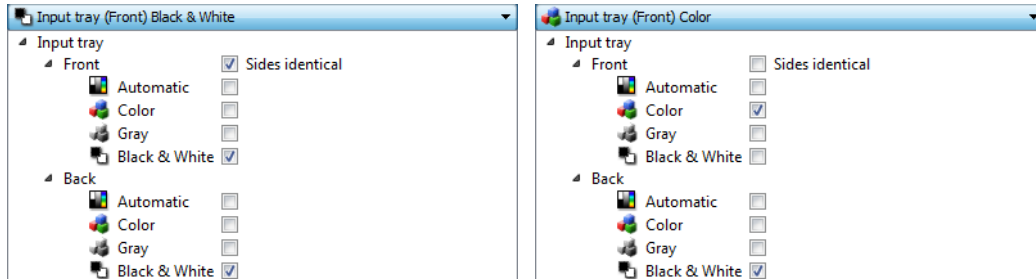 Input tray (Front) Black & White
Input tray
Front Sides identical
Automatic
Color
Gray
Black & White
Back
Automatic
Color
Gray
Black & White
Input tray (Front) Color
Input tray
Front Sides identical
Automatic
Color
Gray
Black & White
Back
Automatic
Color
Gray
Black & White